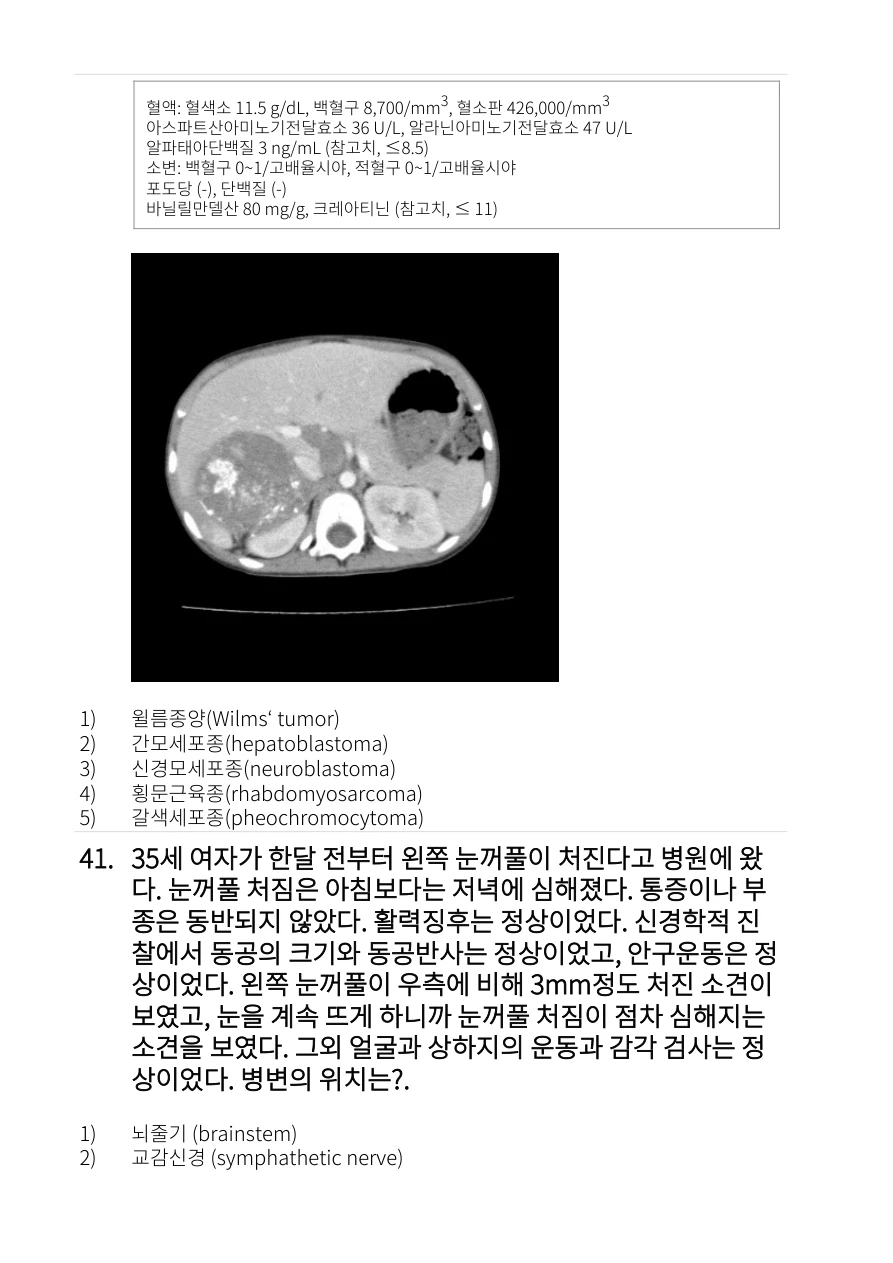 혈액: 혈색소 11.5 g/dL, 백혈구 8,700/mm3, 혈소판 426,000/mm3
아스파트산아미노기전달효소 36 U/L, 알라닌아미노기전달효소 47 U/L
알파태아단백질 3 ng/mL (참고치, ≤8.5)
소변: 백혈구 0~1/고배율시야, 적혈구 0~1/고배율시야
포도당 (-), 단백질 (-)
바닐릴만델산 80 mg/g, 크레아티닌 (참고치, ≤ 11)
1) 윌름종양(Wilms‘ tumor)
2) 간모세포종(hepatoblastoma)
3) 신경모세포종(neuroblastoma)
4) 횡문근육종(rhabdomyosarcoma)
5) 갈색세포종(pheochromocytoma)
41. 35세 여자가 한달 전부터 왼쪽 눈꺼풀이 처진다고 병원에 왔
다. 눈꺼풀 처짐은 아침보다는 저녁에 심해졌다. 통증이나 부
종은 동반되지 않았다. 활력징후는 정상이었다. 신경학적 진
찰에서 동공의 크기와 동공반사는 정상이었고, 안구운동은 정
상이었다. 왼쪽 눈꺼풀이 우측에 비해 3mm정도 처진 소견이
보였고, 눈을 계속 뜨게 하니까 눈꺼풀 처짐이 점차 심해지는
소견을 보였다. 그외 얼굴과 상하지의 운동과 감각 검사는 정
상이었다. 병변의 위치는?.
1) 뇌줄기 (brainstem)
2) 교감신경 (symphathetic nerve)